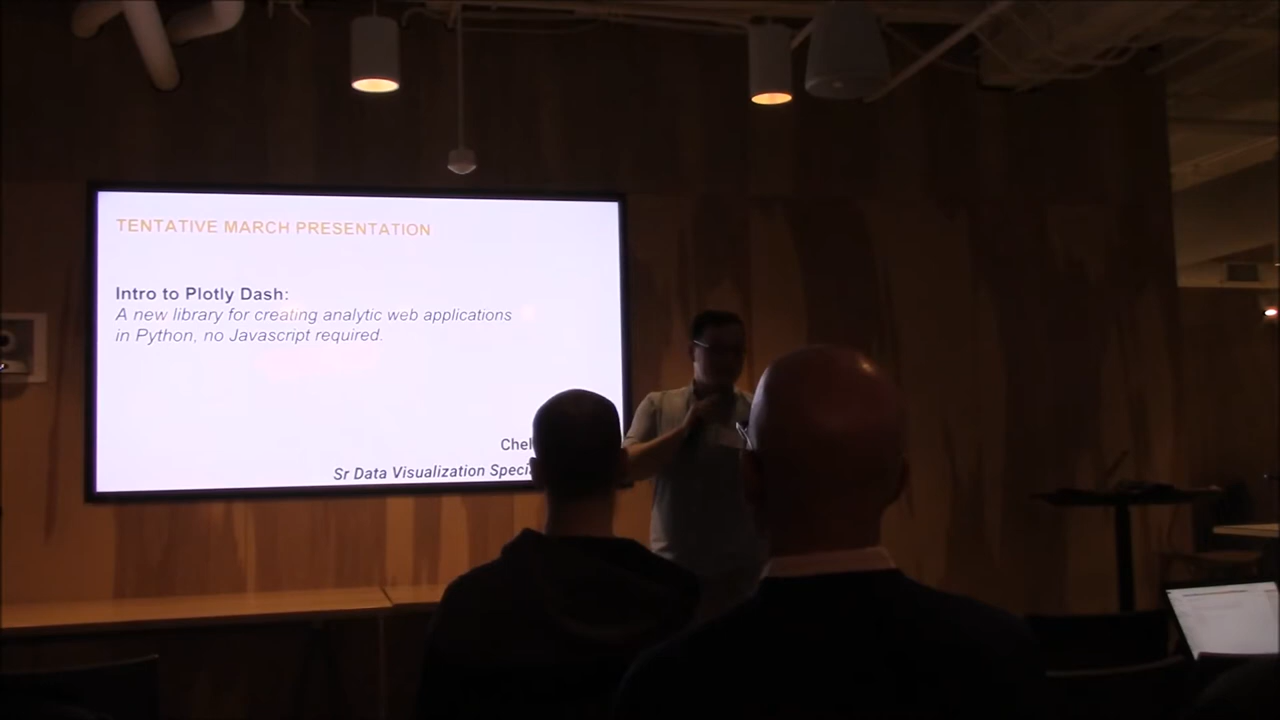 TENTATIVE MARCH PRESENTATION
Intro to Plotly Dash:
A new library for creating analytic web applications
in Python, no Javascript required.
Sr Data Visualization